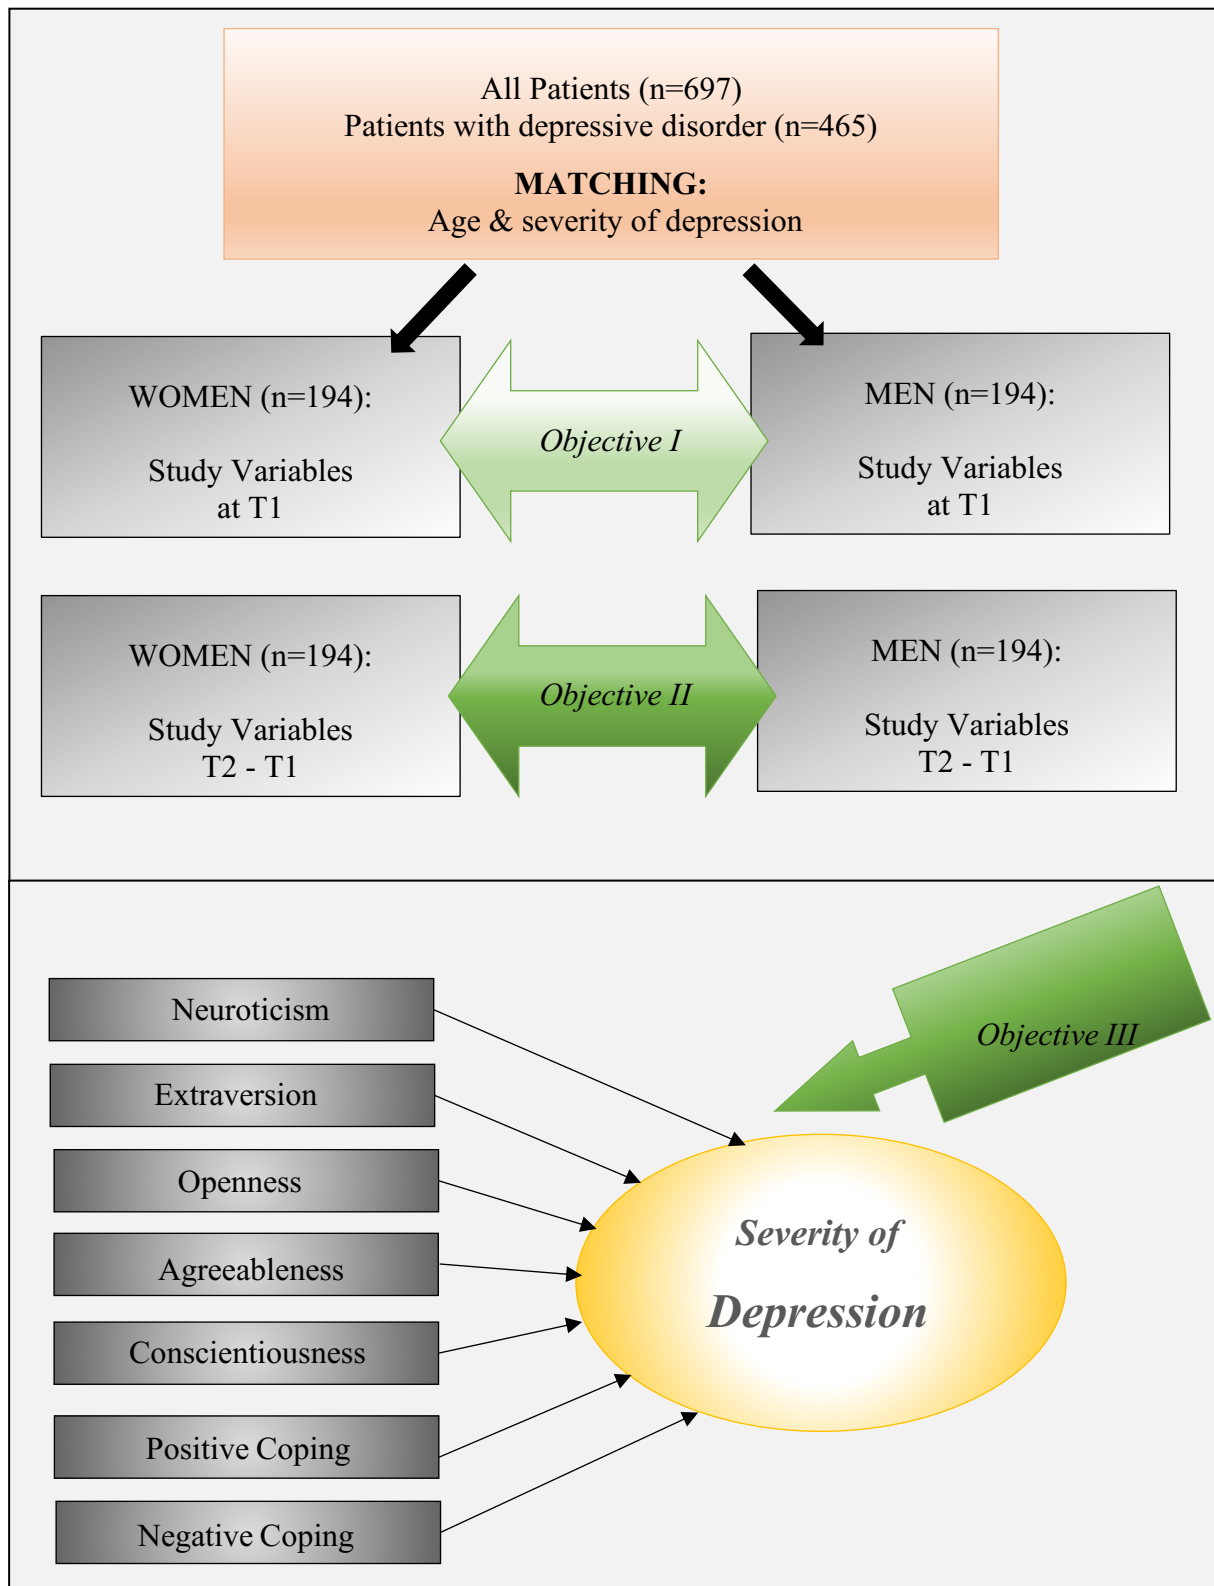 All Patients (n=697)
Patients with depressive disorder (n=465)
MATCHING:
Age & severity of depression
WOMEN (n=194):
Study Variables
at T1
Objective I
MEN (n=194):
Study Variables
at T1
WOMEN (n=194):
Study Variables
T2 - T1
Objective II
MEN (n=194):
Study Variables
T2 - T1
Objective III
Neuroticism
Extraversion
Openness
Agreeableness
Conscientiousness
Positive Coping
Negative Coping
Severity of
Depression